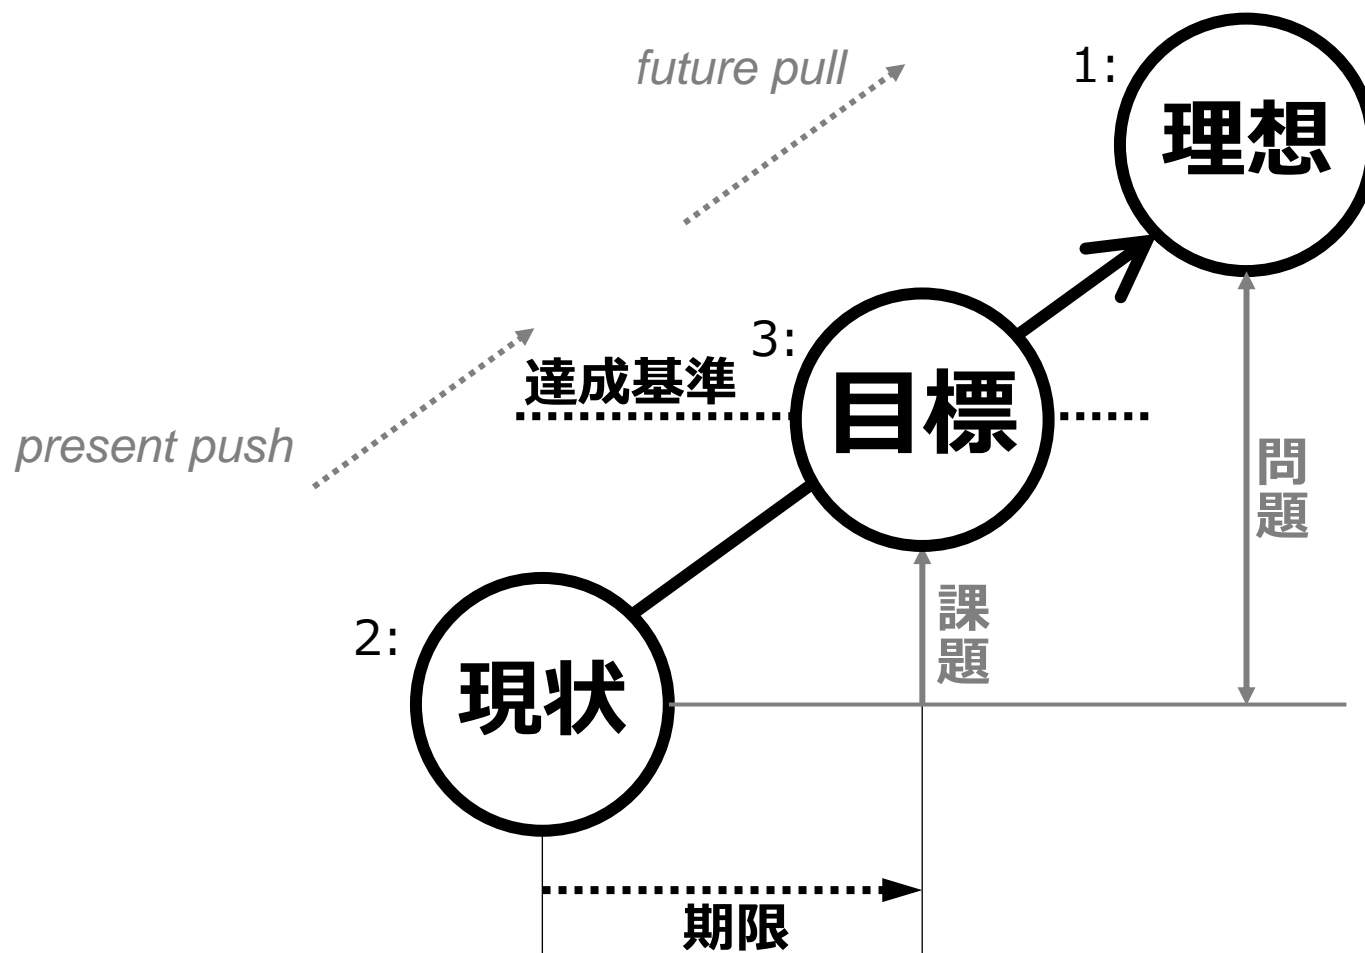 future pull
1:
理想
3:
達成基準
目標
present push
問題
課題
2:
現状
期限